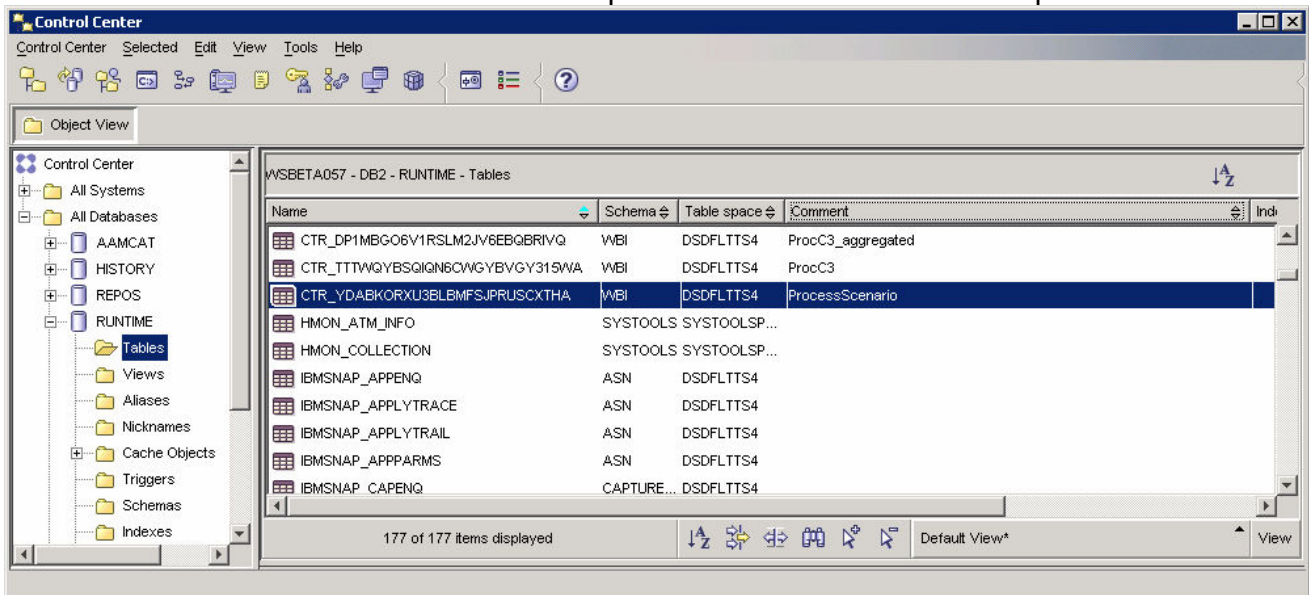 Control Center
Control Center Selected Edit View Tools Help
Object View
Control Center
All Systems
All Databases
AAMCAT
HISTORY
REPOS
RUNTIME
Tables
Views
Aliases
Nicknames
Cache Objects
Triggers
Schemas
Indexes
WSBETA057 - DB2 - RUNTIME - Tables
Name Schema Table space Comment Ind
CTR_DP1MBGO6V1RSLM2JV6EBQBRIVQ WBI DSDFLTTS4 ProcC3_aggregated
CTR_TTTWQYBSQIQN6CWGYBVGY315WA WBI DSDFLTTS4 ProcC3
CTR_YDABKORXU3BLBMFSJPRUSCXTHA WBI DSDFLTTS4 ProcessScenario
HMON_ATM_INFO SYSTOOLS SYSTOOLSP...
HMON_COLLECTION SYSTOOLS SYSTOOLSP...
IBMSNAP_APPENQ ASN DSDFLTTS4
IBMSNAP_APPLYTRACE ASN DSDFLTTS4
IBMSNAP_APPLYTRAIL ASN DSDFLTTS4
IBMSNAP_APPPARMS ASN DSDFLTTS4
IBMSNAP_CAPENQ CAPTURE... DSDFLTTS4
177 of 177 items displayed Default View* View